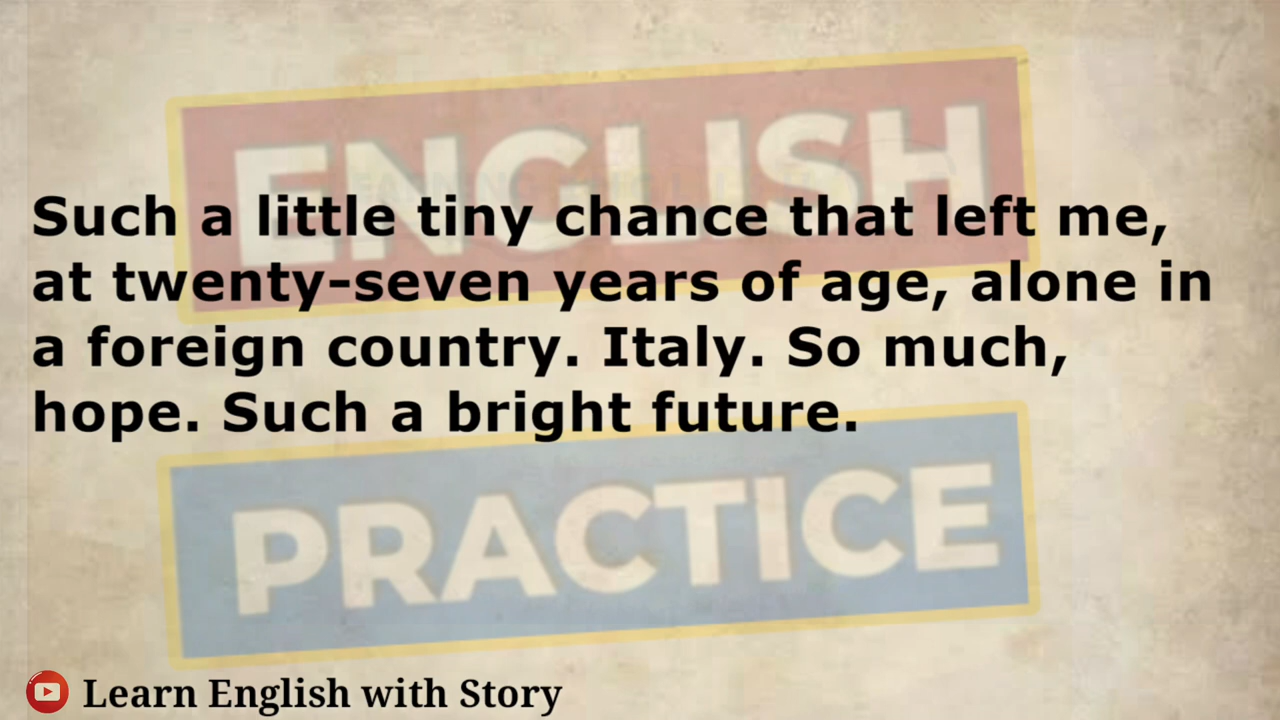 ENGLISH
Such a little tiny chance that left me,
at twenty-seven years of age, alone in
a foreign country. Italy. So much,
hope. Such a bright future.
PRACTICE
Learn English with Story